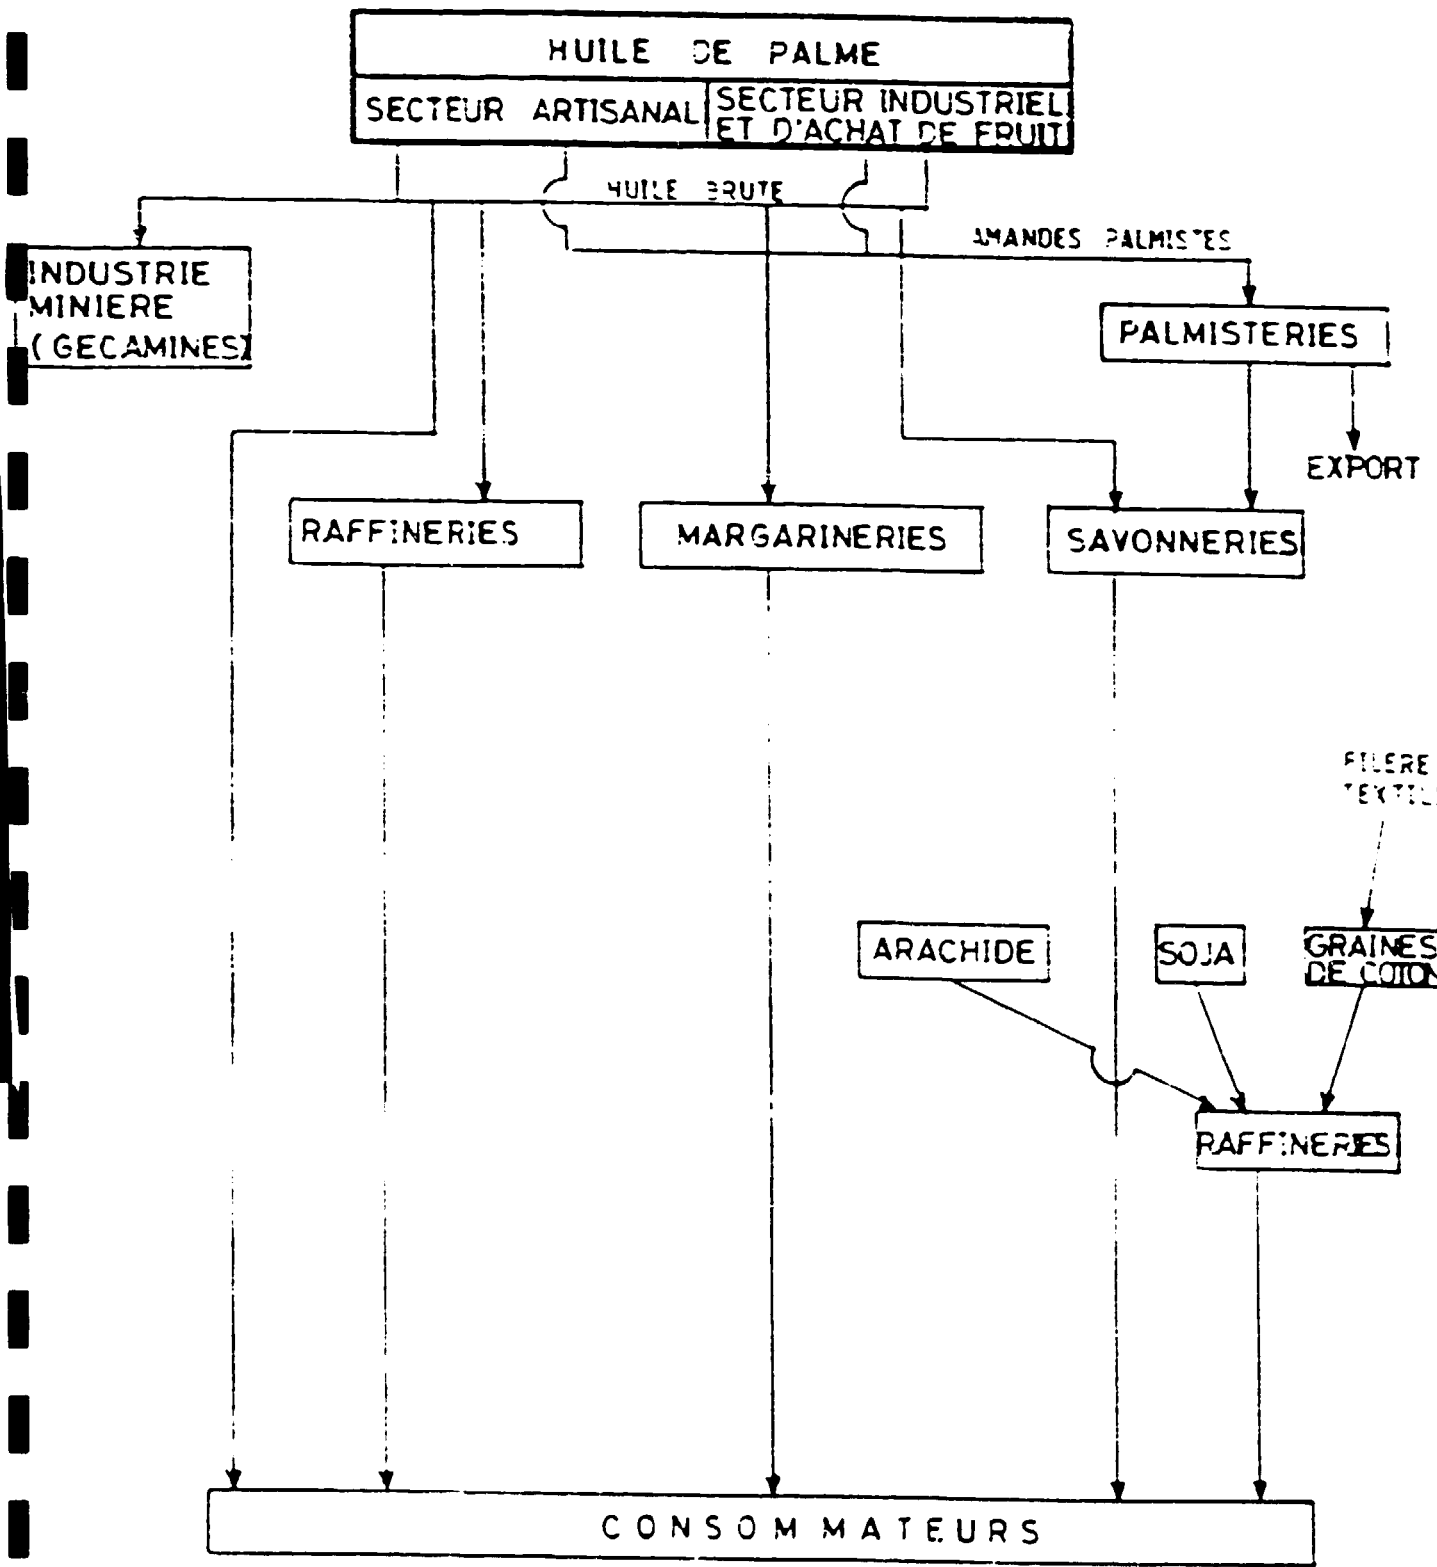 HUILE DE PALME
SECTEUR ARTISANAL
SECTEUR INDUSTRIEL
ET D'ACHAT DE FRUIT
HUILE BRUTE
AMANDES PALMISTES
INDUSTRIE
MINIERE
(GECAMINES)
PALMISTERIES
EXPORT
RAFFINERIES
MARGARINERIES
SAVONNERIES
FILERE
ARACHIDE
SOJA
GRAINES
DE COTON
RAFFINERIES
CONSOMMATEURS